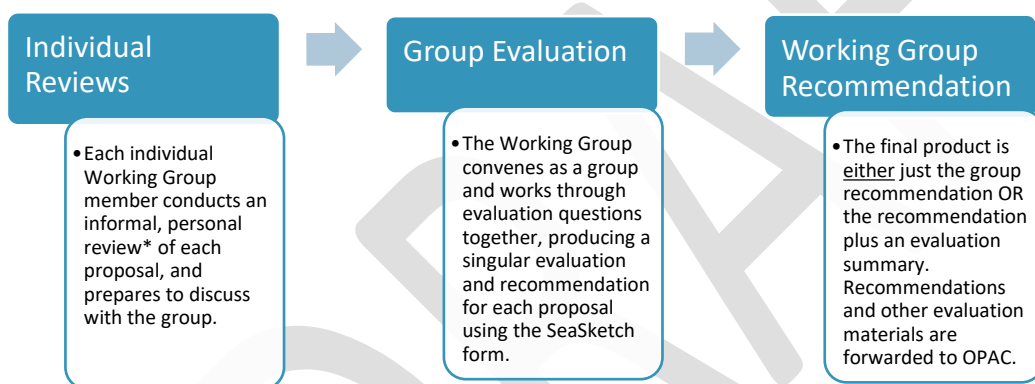 Individual
Reviews
•Each individual
Working Group
member conducts an
informal, personal
review* of each
proposal, and
prepares to discuss
with the group.
Group Evaluation
•The Working Group
convenes as a group
and works through
evaluation questions
together, producing a
singular evaluation
and recommendation
for each proposal
using the SeaSketch
form.
Working Group
Recommendation
•The final product is
either just the group
recommendation OR
the recommendation
plus an evaluation
summary.
Recommendations
and other evaluation
materials are
forwarded to OPAC.